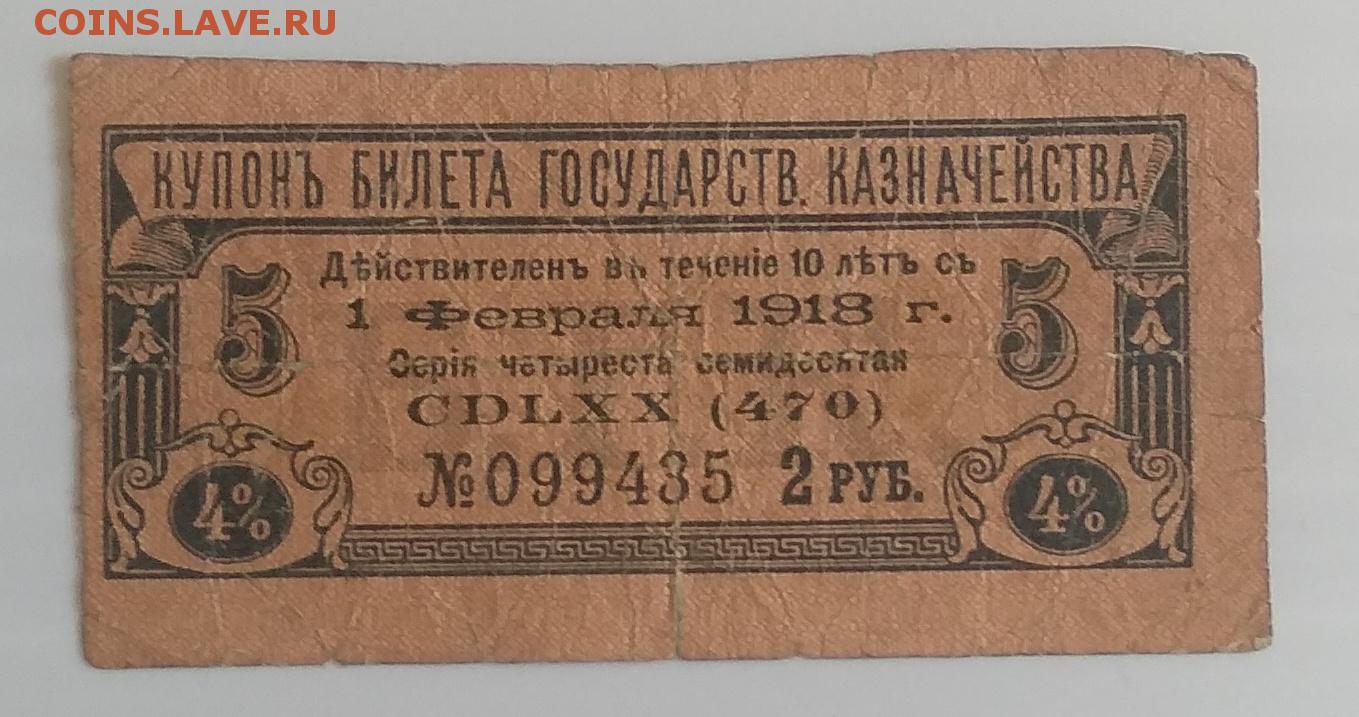 COINS.LAVE.RU
КУПОНЪ БИЛЕТА ГОСУДАРСТВ. КАЗНАЧЕЙСТВА
5 Дѣйствителенъ въ теченіе 10 лѣтъ съ 5
1 Февраля 1918 г.
Серія четыреста семидесятая
CDLXX (470)
№099435 2 РУБ.
4% 4%